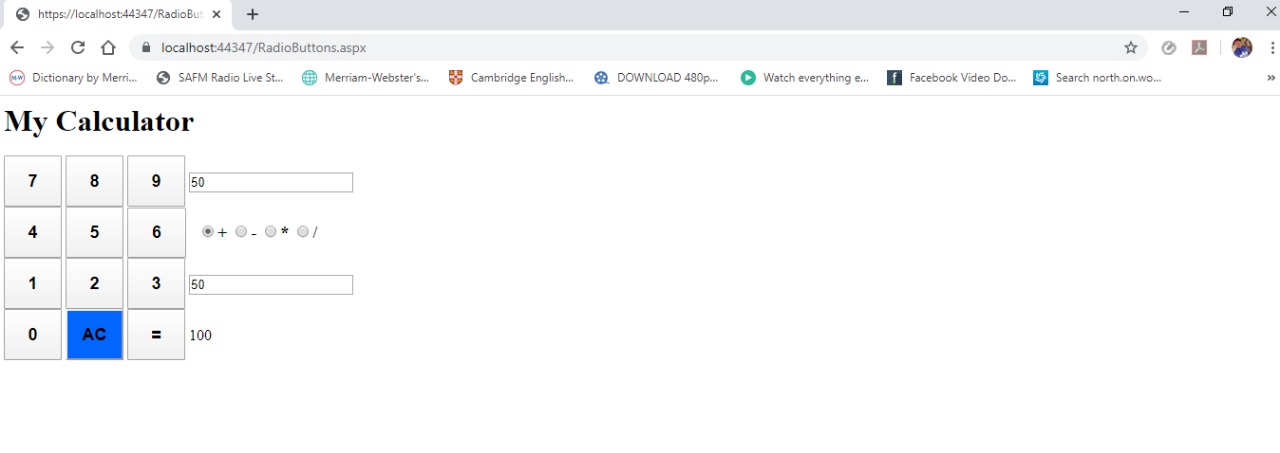 https://localhost:44347/RadioBut
localhost:44347/RadioButtons.aspx
Dictionary by Merri... SAFM Radio Live St... Merriam-Webster's... Cambridge English... DOWNLOAD 480p... Watch everything e... Facebook Video Do... Search north.on.wo... »
My Calculator
7 8 9 50
4 5 6 + - * /
1 2 3 50
0 AC = 100